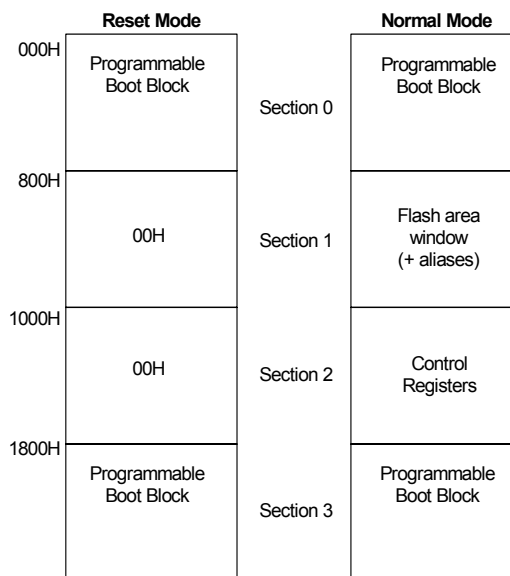 Reset Mode
Normal Mode
000H
Programmable
Boot Block
Section 0
Programmable
Boot Block
800H
00H
Section 1
Flash area
window
(+ aliases)
1000H
00H
Section 2
Control
Registers
1800H
Programmable
Boot Block
Section 3
Programmable
Boot Block